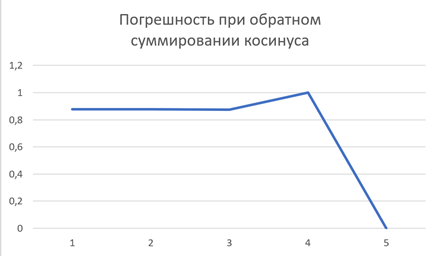 Погрешность при обратном
суммировании косинуса
1,2
1
0,8
0,6
0,4
0,2
0
1 2 3 4 5